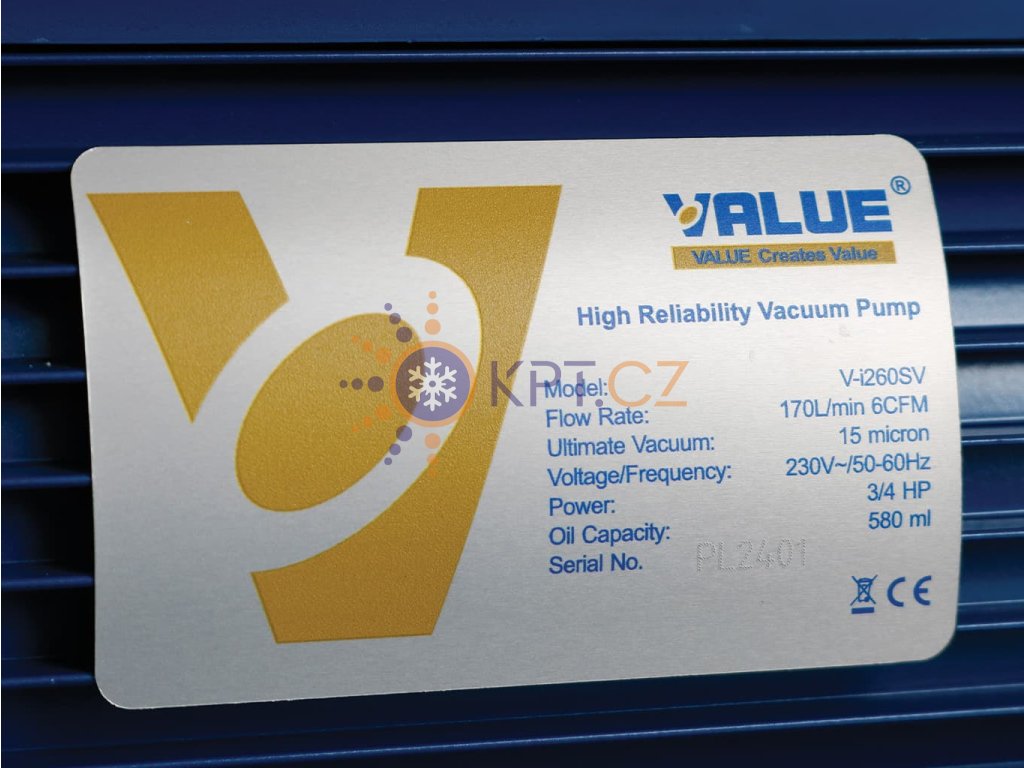 VALUE®
VALUE Creates Value
High Reliability Vacuum Pump
KPT.CZ
Model: V-i260SV
Flow Rate: 170L/min 6CFM
Ultimate Vacuum: 15 micron
Voltage/Frequency: 230V~/50-60Hz
Power: 3/4 HP
Oil Capacity: 580 ml
Serial No. PL2401
CE